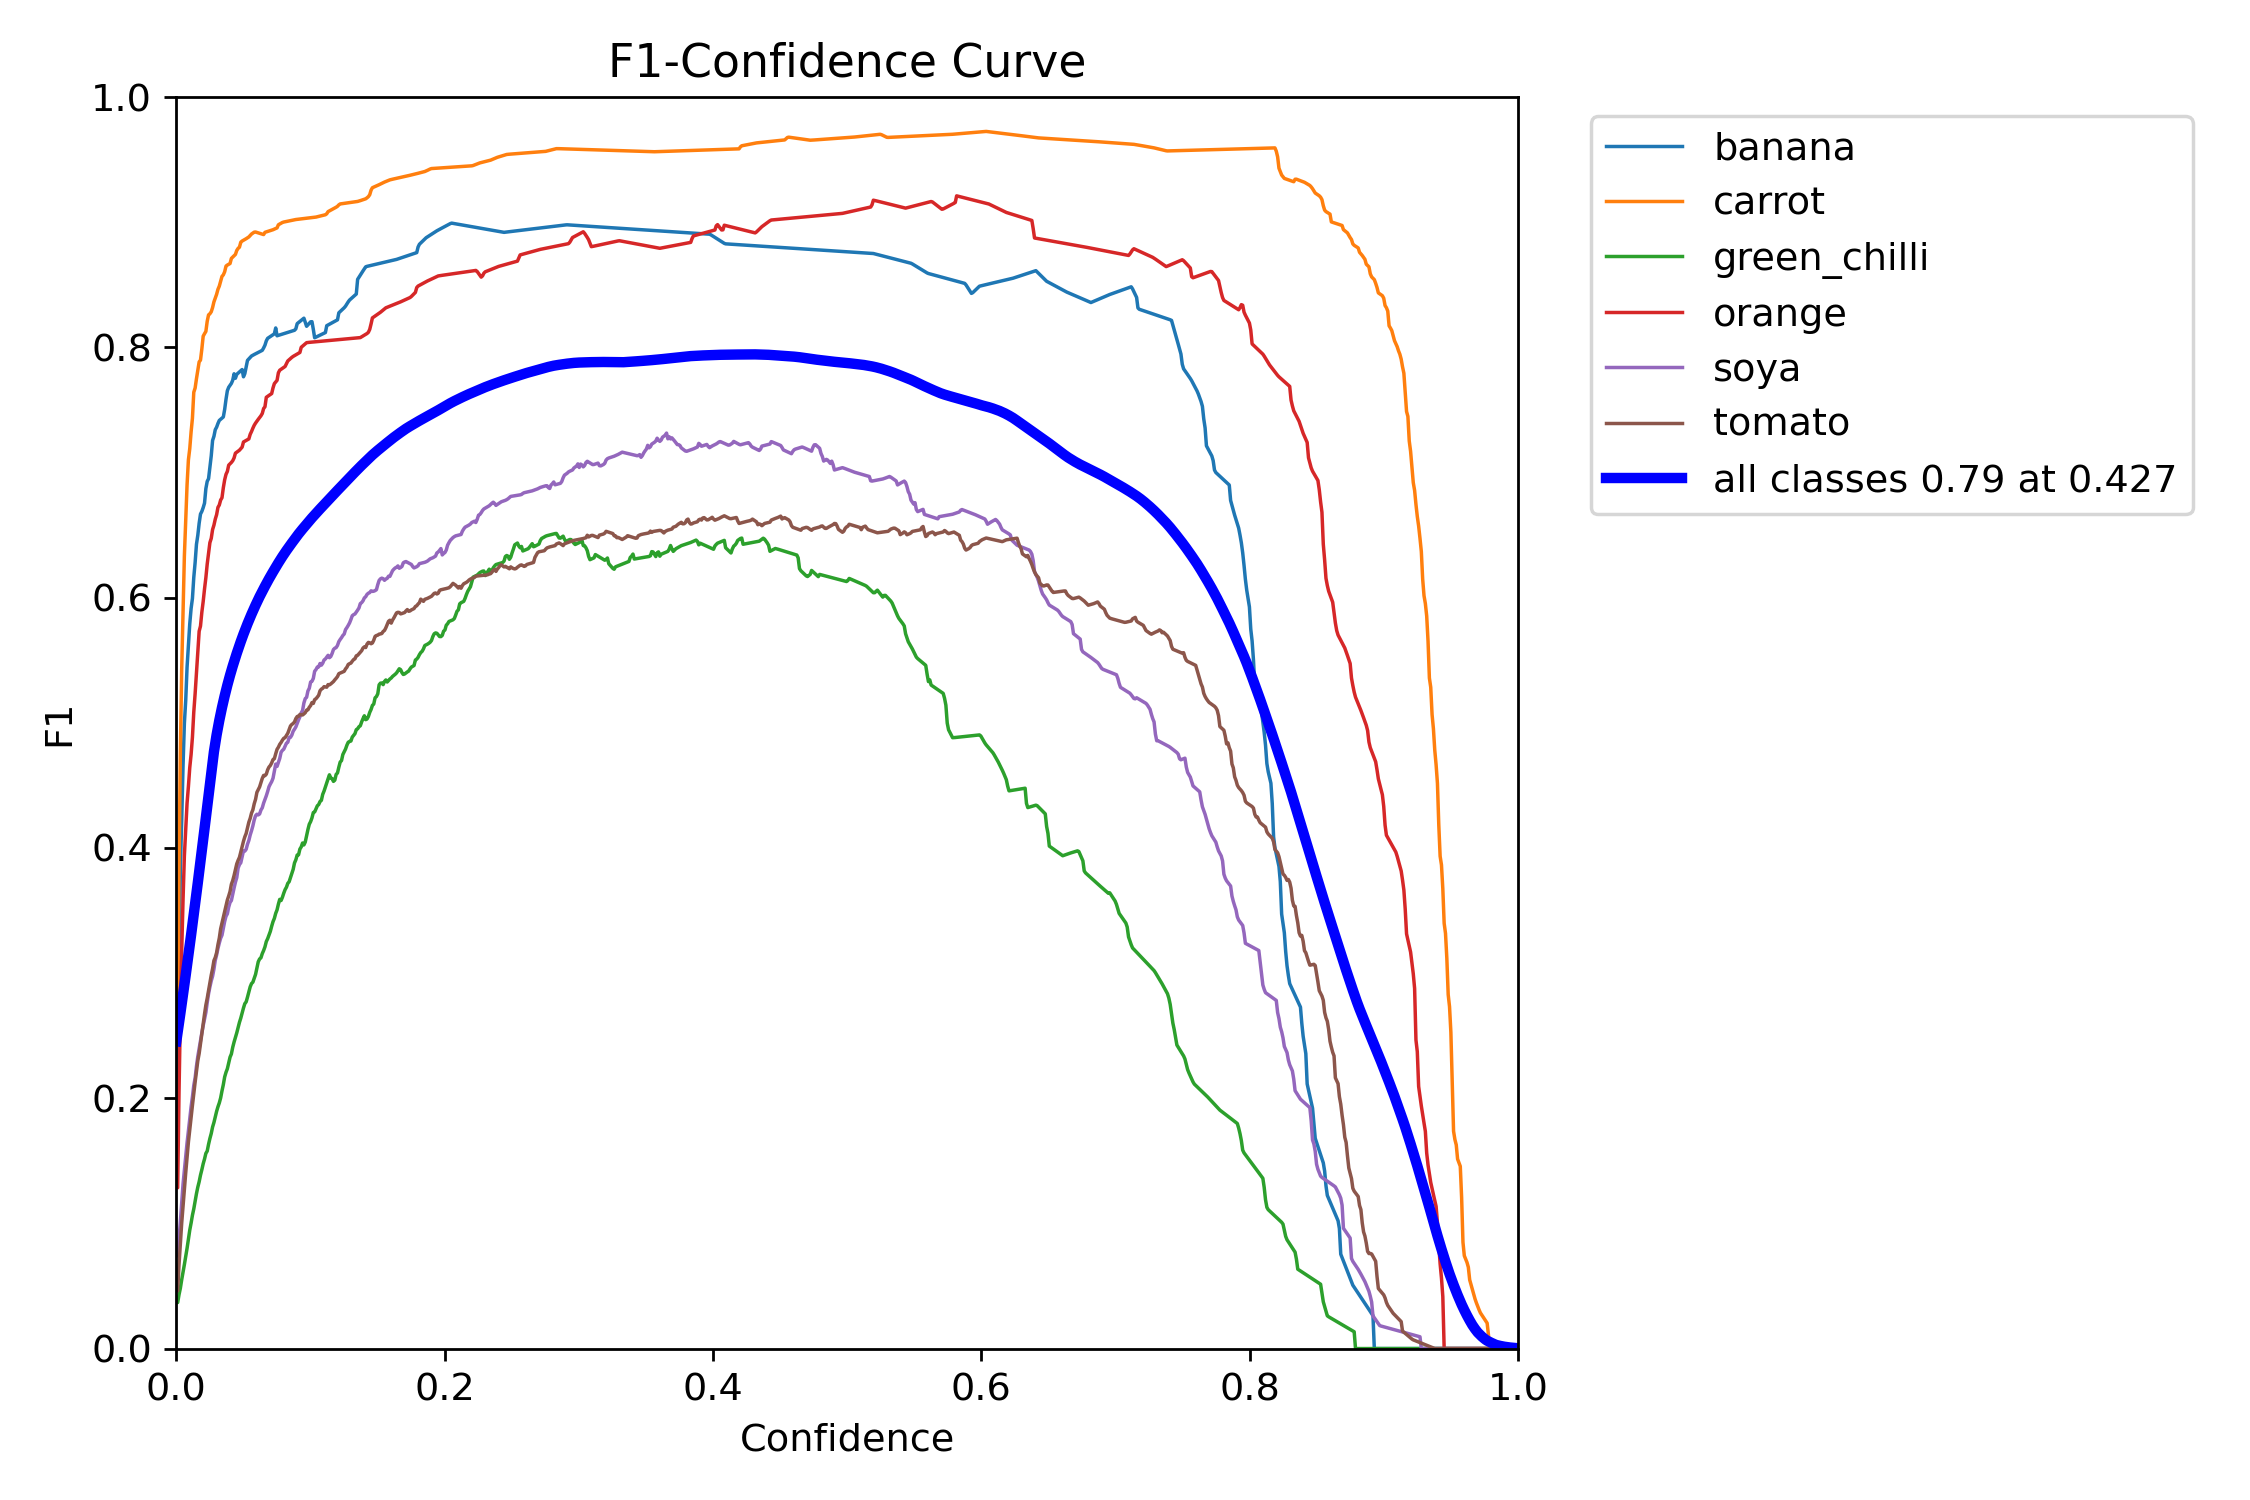 F1-Confidence Curve
1.0
0.8
0.6
0.4
0.2
0.0
F1
0.0 0.2 0.4 0.6 0.8 1.0
Confidence
banana
carrot
green_chilli
orange
soya
tomato
all classes 0.79 at 0.427